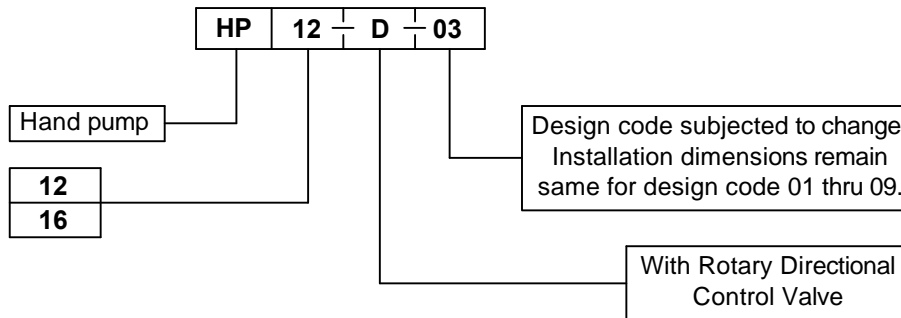 HP 12 - D - 03
Hand pump
12
16
Design code subjected to change.
Installation dimensions remain
same for design code 01 thru 09.
With Rotary Directional
Control Valve